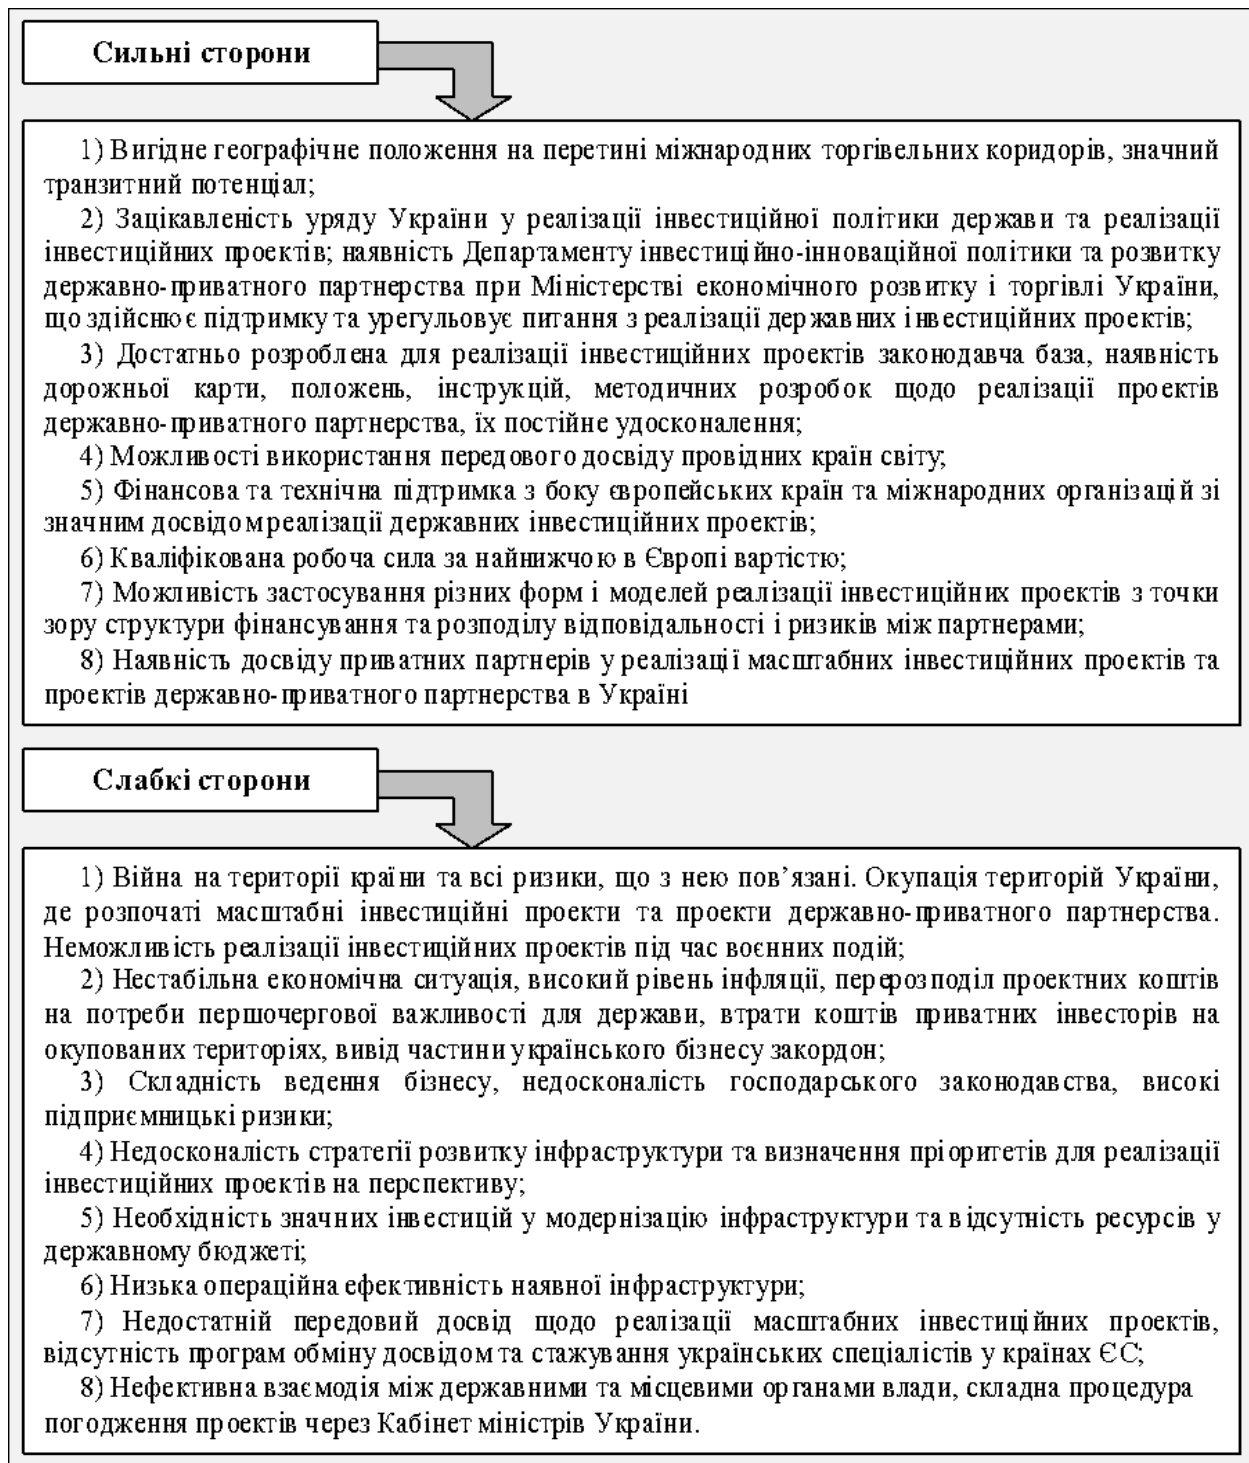 Сильні сторони
1) Вигідне географічне положення на перетині міжнародних торгівельних коридорів, значний
транзитний потенціал;
2) Зацікавленість уряду України у реалізації інвестиційної політики держави та реалізації
інвестиційних проектів; наявність Департаменту інвестиційно-інноваційної політики та розвитку
державно-приватного партнерства при Міністерстві економічного розвитку і торгівлі України,
що здійснює підтримку та урегульовує питання з реалізації державних інвестиційних проектів;
3) Достатньо розроблена для реалізації інвестиційних проектів законодавча база, наявність
дорожньої карти, положень, інструкцій, методичних розробок щодо реалізації проектів
державно-приватного партнерства, їх постійне удосконалення;
4) Можливості використання передового досвіду провідних країн світу;
5) Фінансова та технічна підтримка з боку європейських країн та міжнародних організацій зі
значним досвідом реалізації державних інвестиційних проектів;
6) Кваліфікована робоча сила за найнижчою в Європі вартістю;
7) Можливість застосування різних форм і моделей реалізації інвестиційних проектів з точки
зору структури фінансування та розподілу відповідальності і ризиків між партнерами;
8) Наявність досвіду приватних партнерів у реалізації масштабних інвестиційних проектів та
проектів державно-приватного партнерства в Україні
Слабкі сторони
1) Війна на території країни та всі ризики, що з нею пов’язані. Окупація територій України,
де розпочаті масштабні інвестиційні проекти та проекти державно-приватного партнерства.
Неможливість реалізації інвестиційних проектів під час воєнних подій;
2) Нестабільна економічна ситуація, високий рівень інфляції, перерозподіл проектних коштів
на потреби першочергової важливості для держави, втрати коштів приватних інвесторів на
окупованих територіях, вивід частини українського бізнесу закордон;
3) Складність ведення бізнесу, недосконалість господарського законодавства, високі
підприємницькі ризики;
4) Недосконалість стратегії розвитку інфраструктури та визначення пріоритетів для реалізації
інвестиційних проектів на перспективу;
5) Необхідність значних інвестицій у модернізацію інфраструктури та відсутність ресурсів у
державному бюджеті;
6) Низька операційна ефективність наявної інфраструктури;
7) Недостатній передовий досвід щодо реалізації масштабних інвестиційних проектів,
відсутність програм обміну досвідом та стажування українських спеціалістів у країнах ЄС;
8) Нефективна взаємодія між державними та місцевими органами влади, складна процедура
погодження проектів через Кабінет міністрів України.